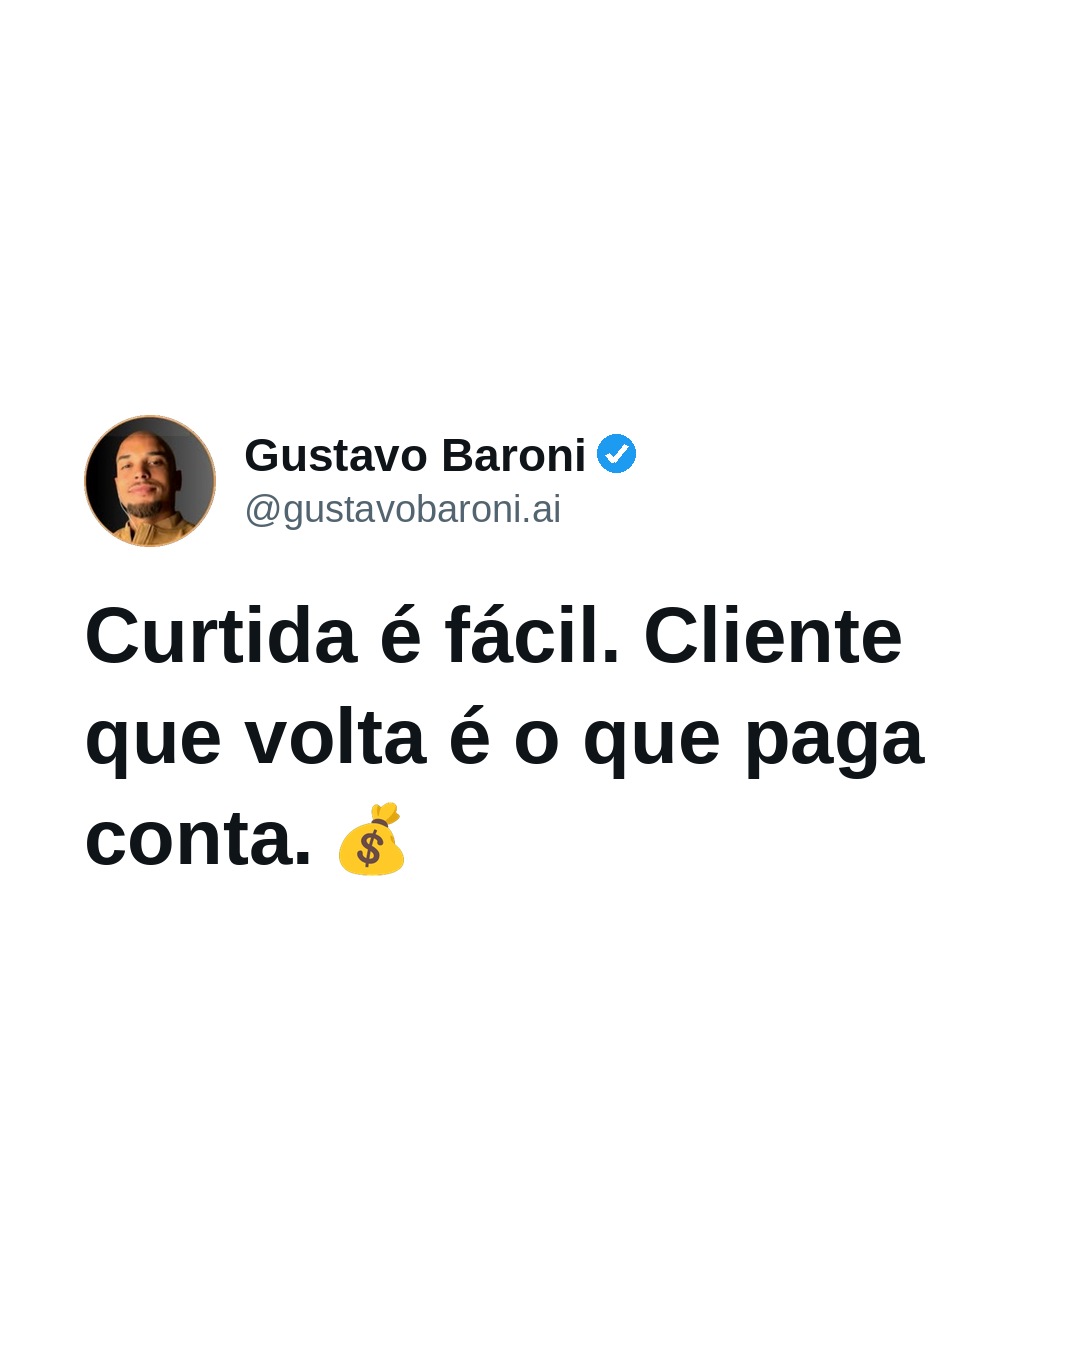 Gustavo Baroni
@gustavobaroni.ai
Curtida é fácil. Cliente
que volta é o que paga
conta. 💰